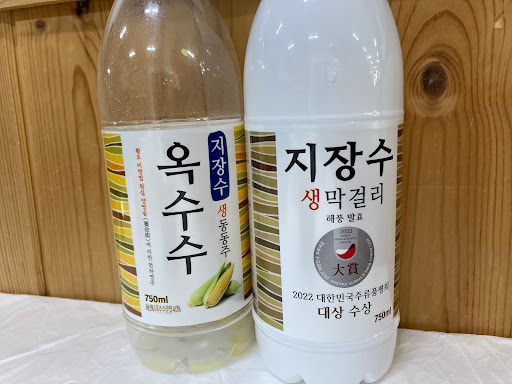 지장수
옥수수
생동동주
750ml
지장수
생막걸리
해풍 발효
2022
大賞
2022 대한민국주류품평회
대상 수상
750ml